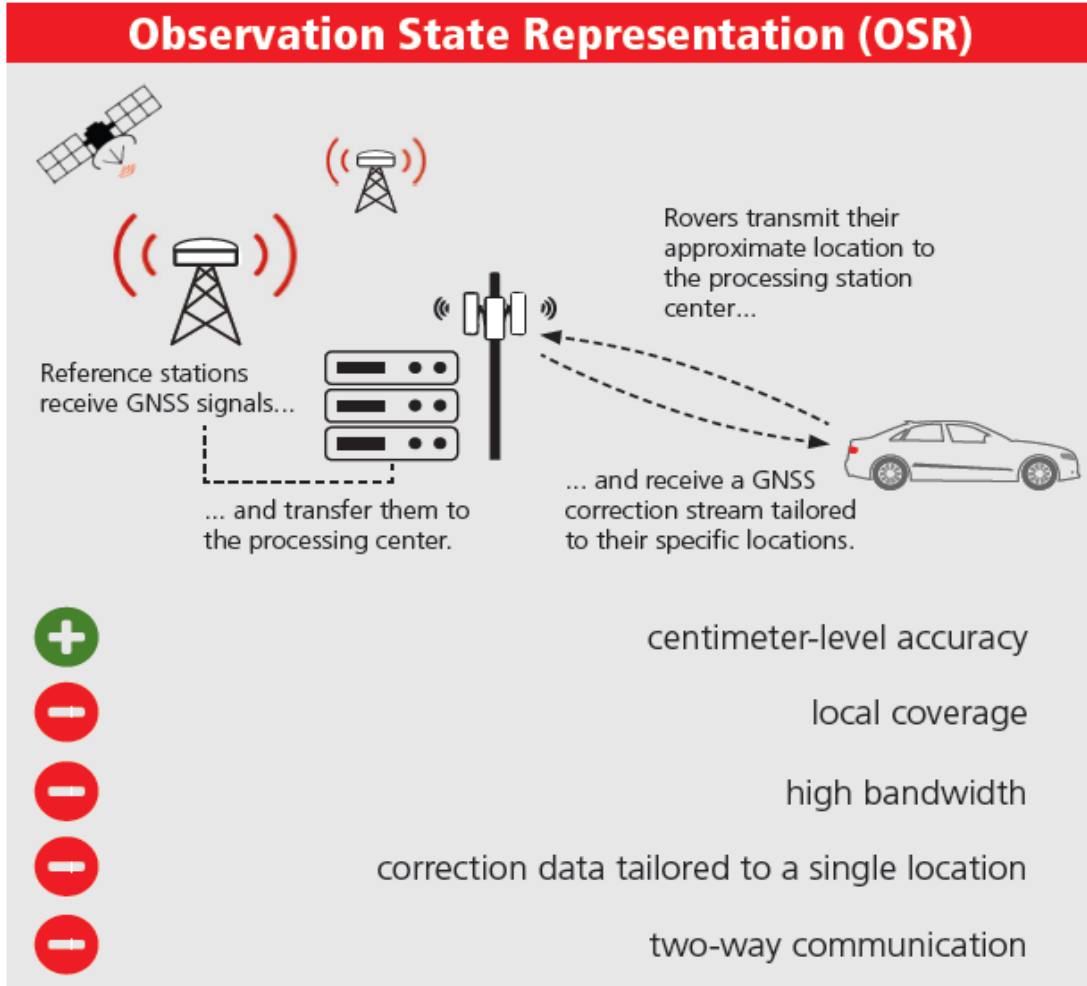 Observation State Representation (OSR)
Rovers transmit their
approximate location to
the processing station
center...
Reference stations
receive GNSS signals...
... and transfer them to
the processing center.
... and receive a GNSS
correction stream tailored
to their specific locations.
centimeter-level accuracy
local coverage
high bandwidth
correction data tailored to a single location
two-way communication